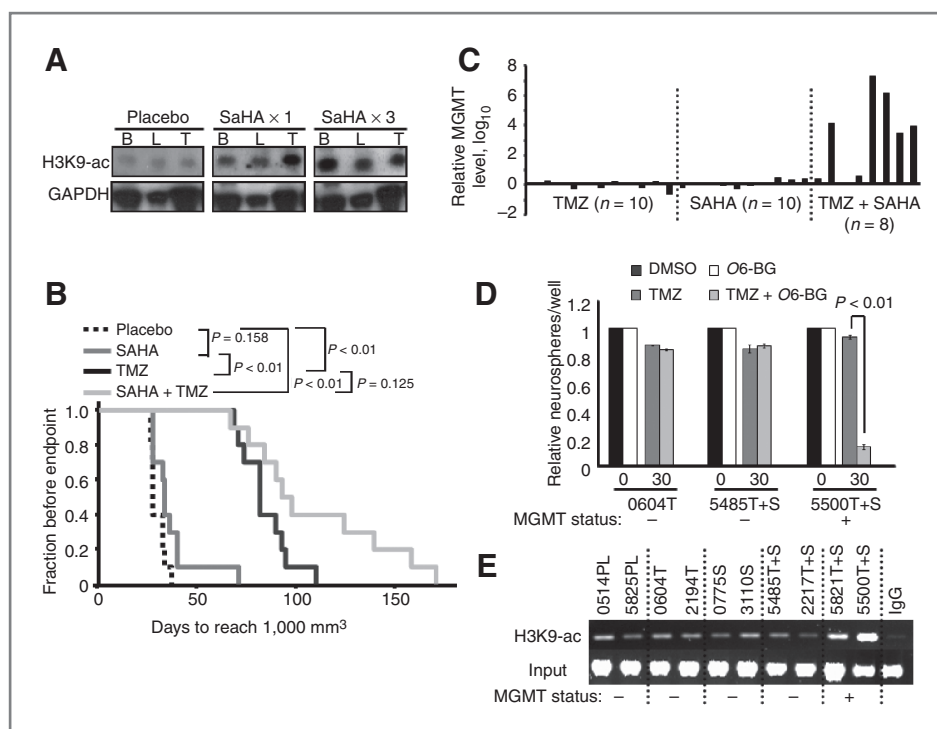 A
Placebo SaHA × 1 SaHA × 3
B L T B L T B L T
H3K9-ac
GAPDH
B
Placebo
SAHA
TMZ
SAHA + TMZ
P = 0.158
P < 0.01
P < 0.01
P < 0.01
P = 0.125
Fraction before endpoint
1.0
0.8
0.6
0.4
0.2
0
0 50 100 150
Days to reach 1,000 mm³
C
Relative MGMT
level, log₁₀
8
6
4
2
0
−2
TMZ (n = 10) SAHA (n = 10) TMZ + SAHA
(n = 8)
D
DMSO O6-BG
TMZ TMZ + O6-BG
P < 0.01
Relative neurospheres/well
1.2
1
0.8
0.6
0.4
0.2
0
0 30 0 30 0 30
0604T 5485T+S 5500T+S
MGMT status: – – +
E
0514PL 5825PL 0604T 2194T 0775S 3110S 5485T+S 2217T+S 5821T+S 5500T+S IgG
H3K9-ac
Input
MGMT status: – – – – +